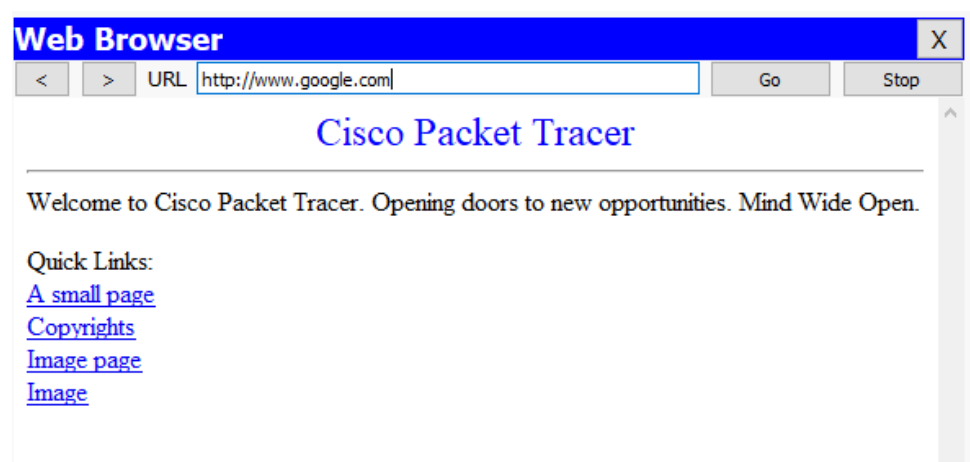 Web Browser X
< > URL http://www.google.com Go Stop
Cisco Packet Tracer
Welcome to Cisco Packet Tracer. Opening doors to new opportunities. Mind Wide Open.
Quick Links:
A small page
Copyrights
Image page
Image